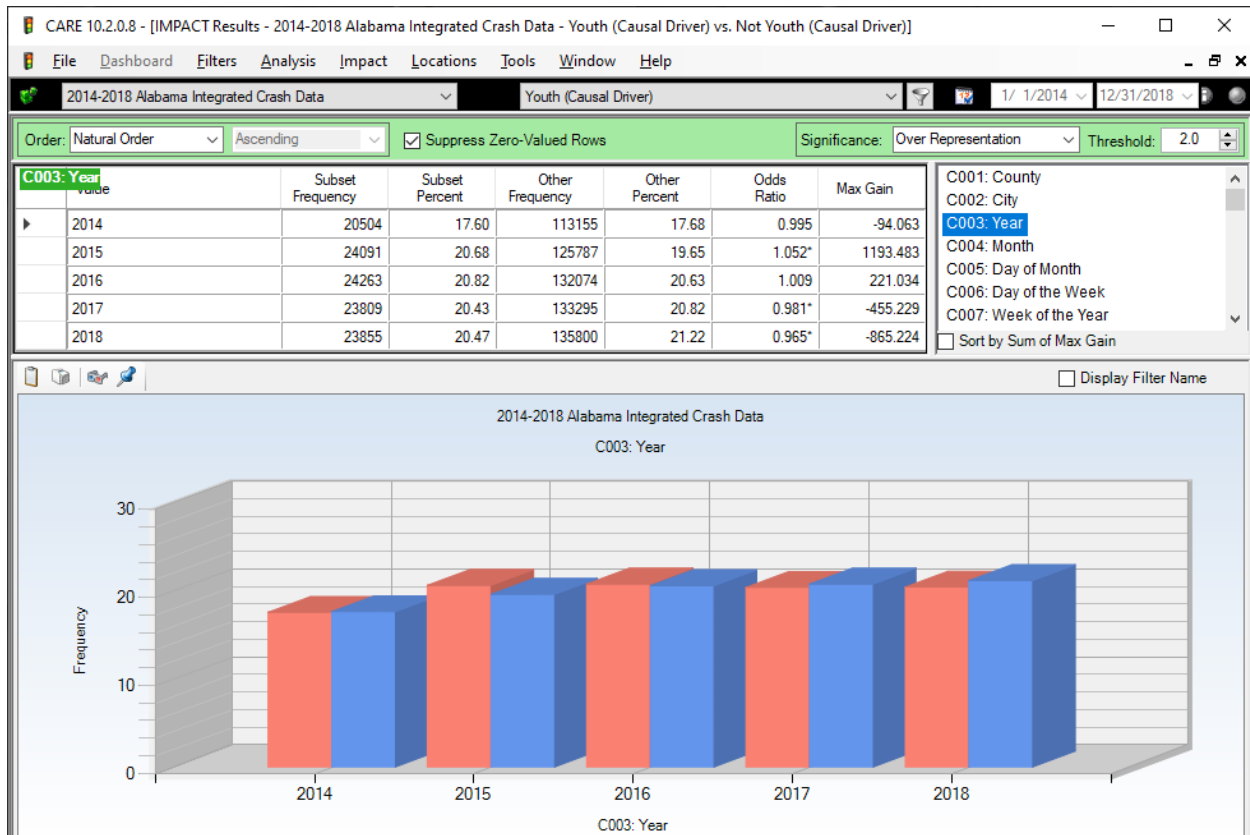 CARE 10.2.0.8 - [IMPACT Results - 2014-2018 Alabama Integrated Crash Data - Youth (Causal Driver) vs. Not Youth (Causal Driver)]
File Dashboard Filters Analysis Impact Locations Tools Window Help
2014-2018 Alabama Integrated Crash Data Youth (Causal Driver) 1/ 1/2014 12/31/2018
Order: Natural Order Ascending Suppress Zero-Valued Rows Significance: Over Representation Threshold: 2.0
C003: Year Subset Frequency Subset Percent Other Frequency Other Percent Odds Ratio Max Gain
2014 20504 17.60 113155 17.68 0.995 -94.063
2015 24091 20.68 125787 19.65 1.052* 1193.483
2016 24263 20.82 132074 20.63 1.009 221.034
2017 23809 20.43 133295 20.82 0.981* -455.229
2018 23855 20.47 135800 21.22 0.965* -865.224
C001: County
C002: City
C003: Year
C004: Month
C005: Day of Month
C006: Day of the Week
C007: Week of the Year
Sort by Sum of Max Gain
Display Filter Name
2014-2018 Alabama Integrated Crash Data
C003: Year
30
20
10
0
Frequency
2014 2015 2016 2017 2018
C003: Year